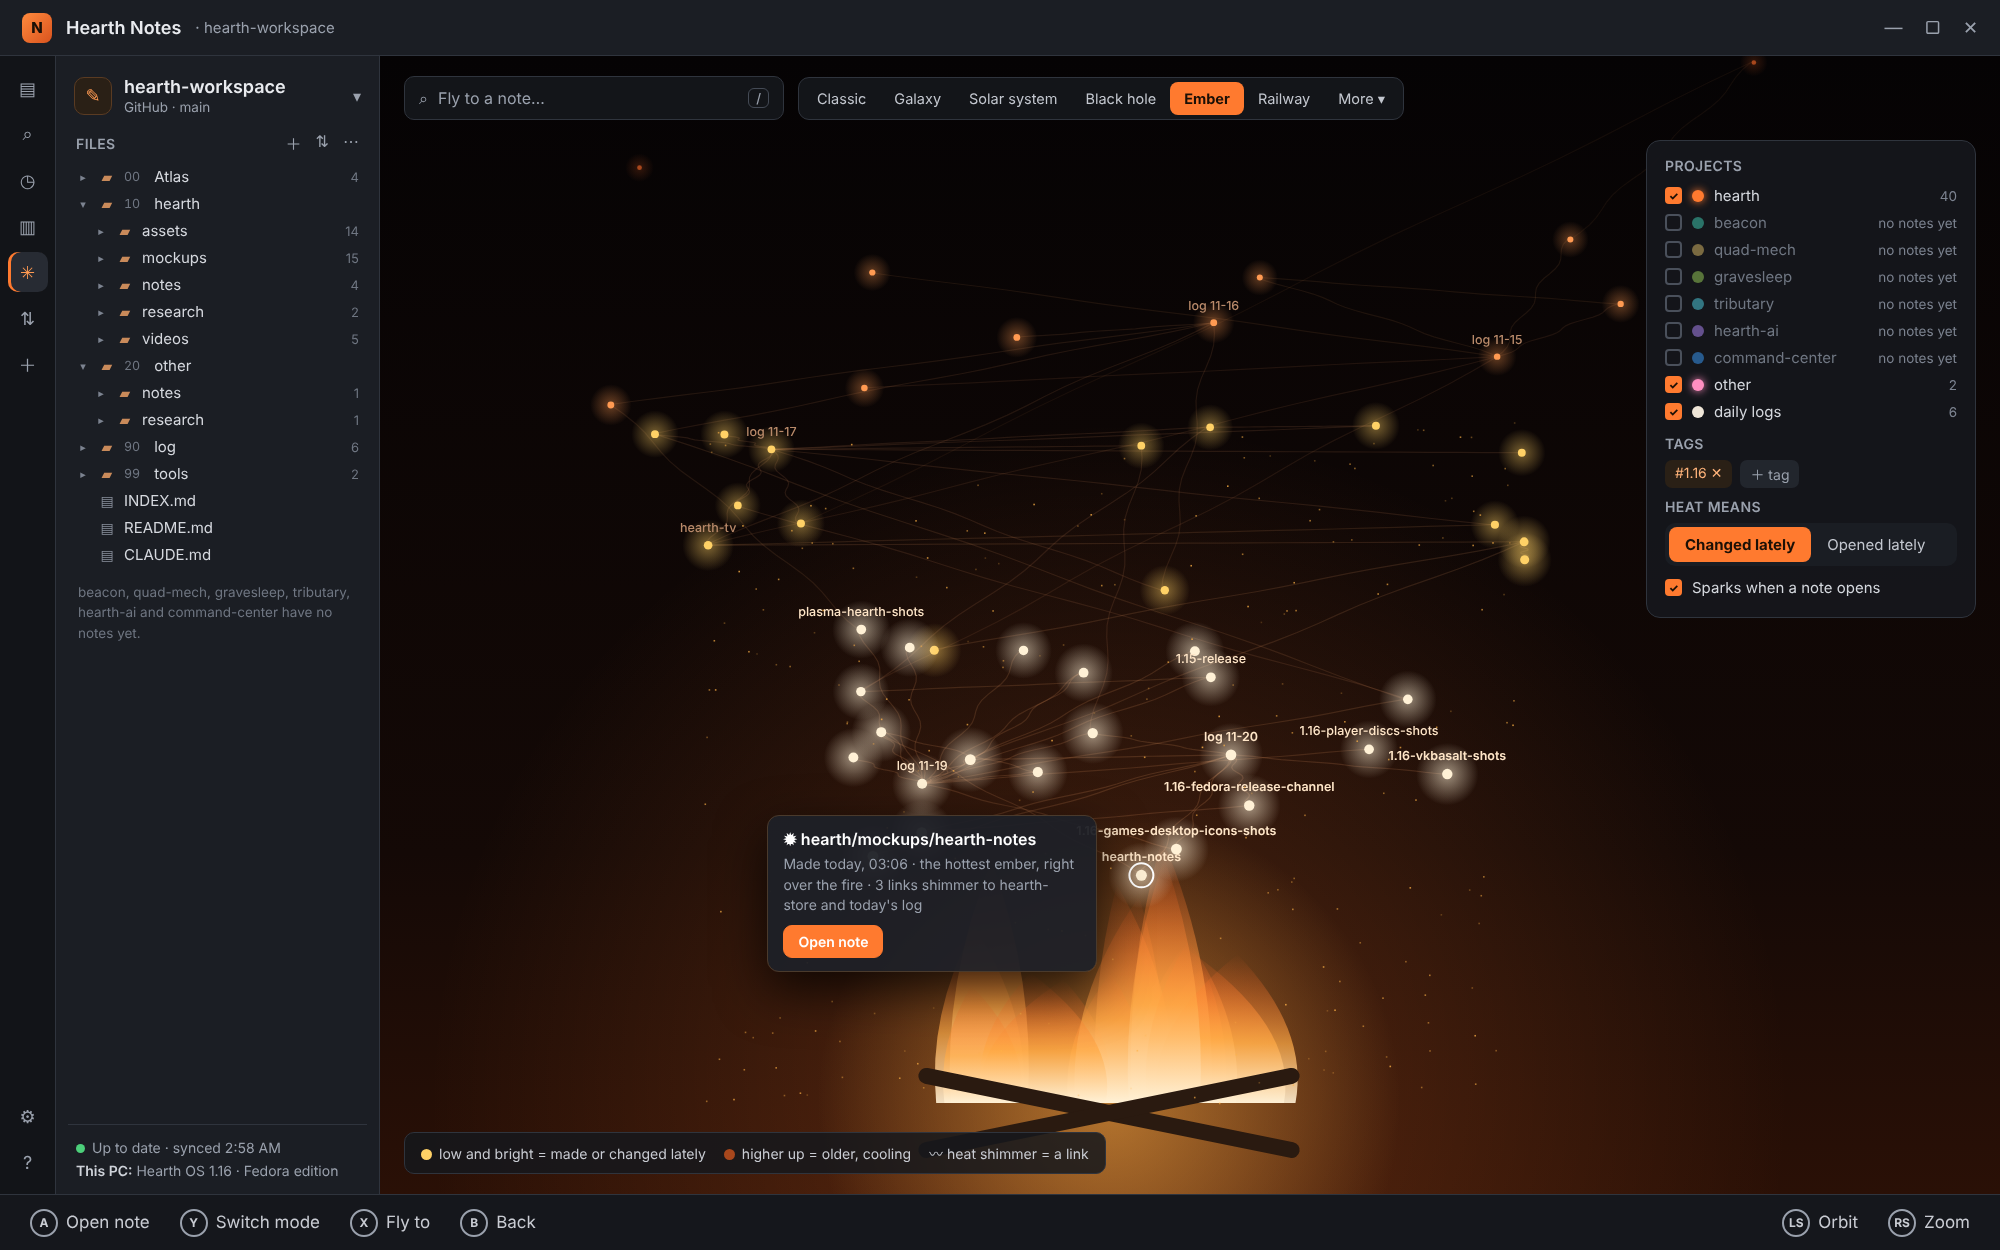 N Hearth Notes · hearth-workspace
hearth-workspace
GitHub · main
FILES
00 Atlas 4
10 hearth
assets 14
mockups 15
notes 4
research 2
videos 5
20 other
notes 1
research 1
90 log 6
99 tools 2
INDEX.md
README.md
CLAUDE.md
beacon, quad-mech, gravesleep, tributary,
hearth-ai and command-center have no
notes yet.
Up to date · synced 2:58 AM
This PC: Hearth OS 1.16 · Fedora edition
Fly to a note... /
Classic Galaxy Solar system Black hole Ember Railway More ▾
PROJECTS
hearth 40
beacon no notes yet
quad-mech no notes yet
gravesleep no notes yet
tributary no notes yet
hearth-ai no notes yet
command-center no notes yet
other 2
daily logs 6
TAGS
#1.16 ✕ + tag
HEAT MEANS
Changed lately Opened lately
Sparks when a note opens
log 11-16
log 11-15
log 11-17
hearth-tv
plasma-hearth-shots
1.15-release
1.16-player-discs-shots
log 11-20
1.16-vkbasalt-shots
log 11-19
1.16-fedora-release-channel
-games-desktop-icons-shots
hearth-notes
hearth/mockups/hearth-notes
Made today, 03:06 · the hottest ember, right
over the fire · 3 links shimmer to hearth-
store and today's log
Open note
low and bright = made or changed lately higher up = older, cooling heat shimmer = a link
A Open note Y Switch mode X Fly to B Back LS Orbit RS Zoom
?